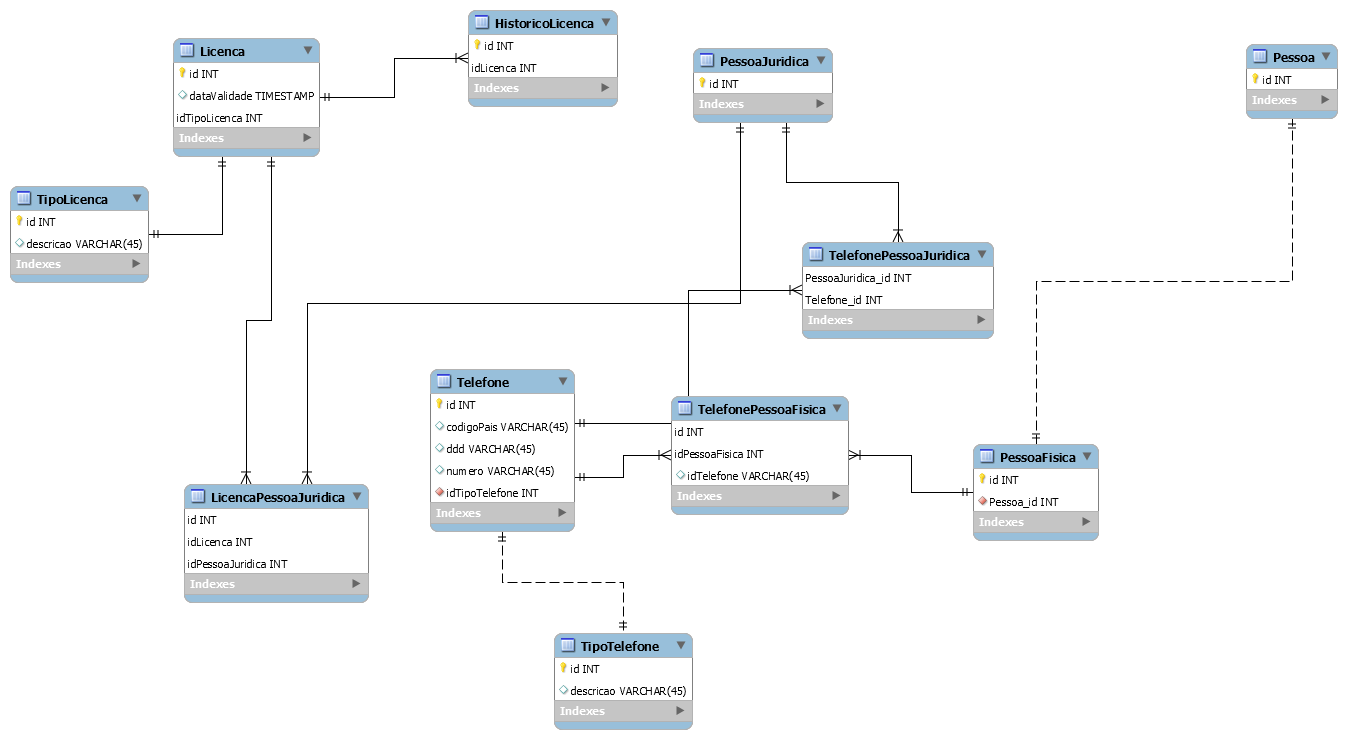 HistoricoLicenca
id INT
idLicenca INT
Indexes
Licenca
id INT
dataValidade TIMESTAMP
idTipoLicenca INT
Indexes
PessoaJuridica
id INT
Indexes
Pessoa
id INT
Indexes
TipoLicenca
id INT
descricao VARCHAR(45)
Indexes
TelefonePessoaJuridica
PessoaJuridica_id INT
Telefone_id INT
Indexes
Telefone
id INT
codigoPais VARCHAR(45)
ddd VARCHAR(45)
numero VARCHAR(45)
idTipoTelefone INT
Indexes
TelefonePessoaFisica
id INT
idPessoaFisica INT
idTelefone VARCHAR(45)
Indexes
PessoaFisica
id INT
Pessoa_id INT
Indexes
LicencaPessoaJuridica
id INT
idLicenca INT
idPessoaJuridica INT
Indexes
TipoTelefone
id INT
descricao VARCHAR(45)
Indexes